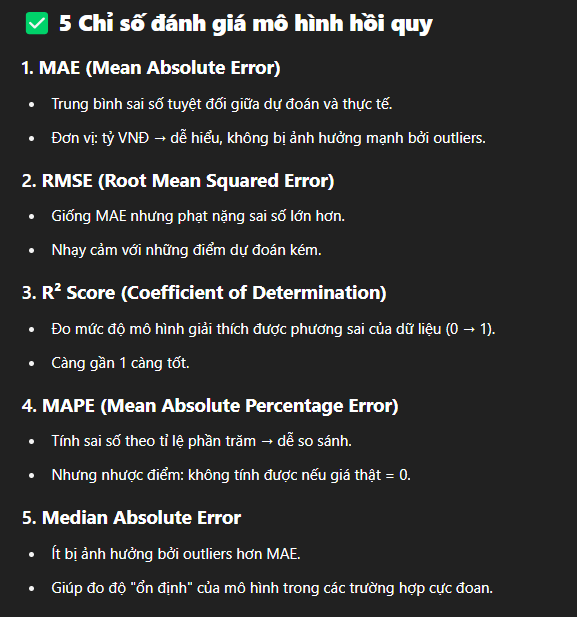 ✅ 5 Chỉ số đánh giá mô hình hồi quy
1. MAE (Mean Absolute Error)
• Trung bình sai số tuyệt đối giữa dự đoán và thực tế.
• Đơn vị: tỷ VNĐ → dễ hiểu, không bị ảnh hưởng mạnh bởi outliers.
2. RMSE (Root Mean Squared Error)
• Giống MAE nhưng phạt nặng sai số lớn hơn.
• Nhạy cảm với những điểm dự đoán kém.
3. R² Score (Coefficient of Determination)
• Đo mức độ mô hình giải thích được phương sai của dữ liệu (0 → 1).
• Càng gần 1 càng tốt.
4. MAPE (Mean Absolute Percentage Error)
• Tính sai số theo tỉ lệ phần trăm → dễ so sánh.
• Nhưng nhược điểm: không tính được nếu giá thật = 0.
5. Median Absolute Error
• Ít bị ảnh hưởng bởi outliers hơn MAE.
• Giúp đo độ "ổn định" của mô hình trong các trường hợp cực đoan.